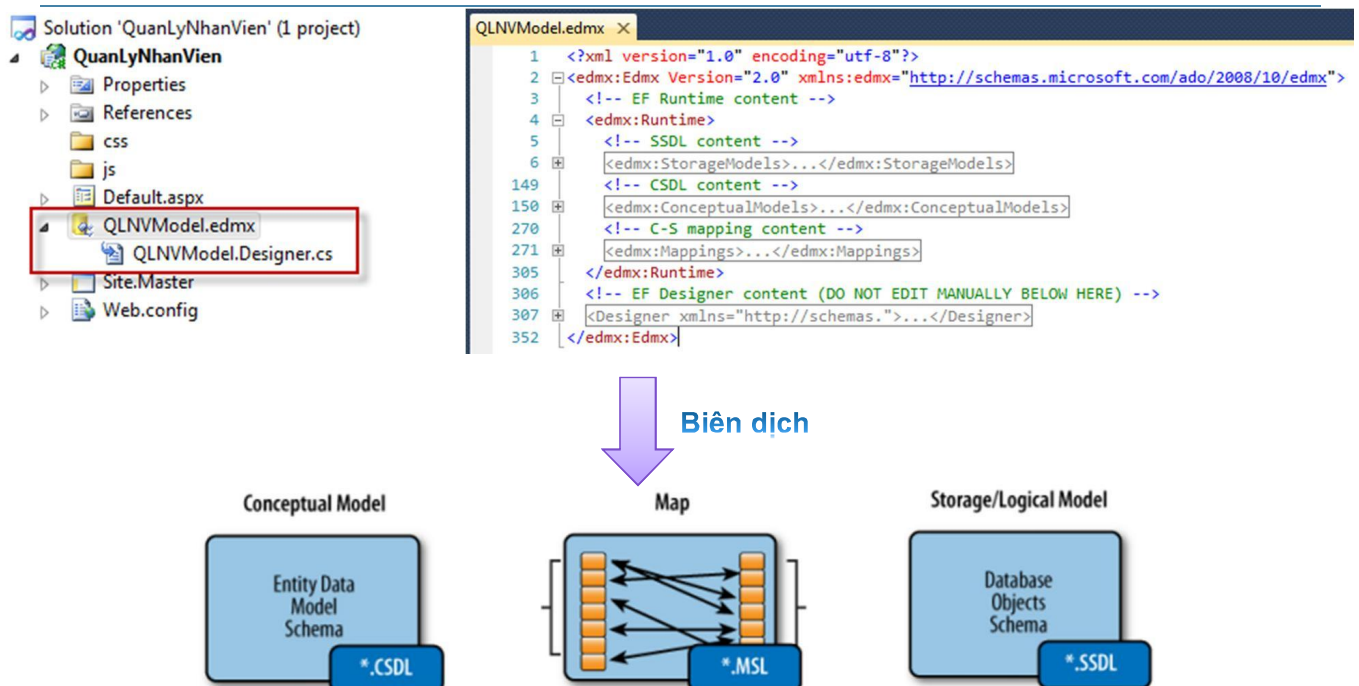 Solution 'QuanLyNhanVien' (1 project)
QuanLyNhanVien
Properties
References
css
js
Default.aspx
QLNVModel.edmx
QLNVModel.Designer.cs
Site.Master
Web.config
QLNVModel.edmx
1 <?xml version="1.0" encoding="utf-8"?>
2 <edmx:Edmx Version="2.0" xmlns:edmx="http://schemas.microsoft.com/ado/2008/10/edmx">
3 <!-- EF Runtime content -->
4 <edmx:Runtime>
5 <!-- SSDL content -->
6 <edmx:StorageModels>...</edmx:StorageModels>
149 <!-- CSDL content -->
150 <edmx:ConceptualModels>...</edmx:ConceptualModels>
270 <!-- C-S mapping content -->
271 <edmx:Mappings>...</edmx:Mappings>
305 </edmx:Runtime>
306 <!-- EF Designer content (DO NOT EDIT MANUALLY BELOW HERE) -->
307 <Designer xmlns="http://schemas.">...</Designer>
352 </edmx:Edmx>
Biên dịch
Conceptual Model
Entity Data
Model
Schema
*.CSDL
Map
*.MSL
Storage/Logical Model
Database
Objects
Schema
*.SSDL